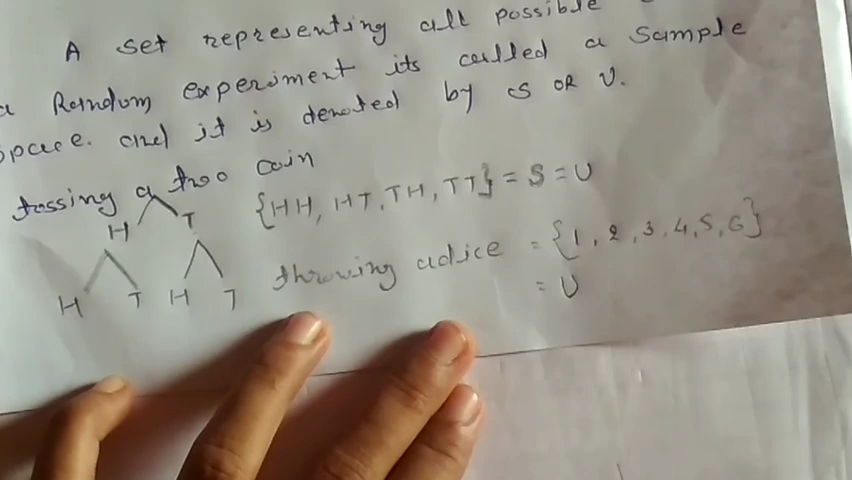 A set representing all possible
a Random experiment its called a sample
space. and it is denoted by S OR U.
tossing a two coin
{HH, HT, TH, TT} = S = U
H T
H T H T
throwing a dice = {1, 2, 3, 4, 5, 6}
= U